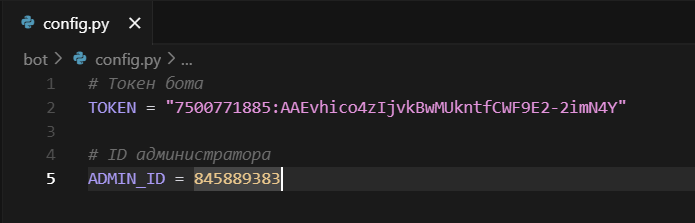 config.py
bot > config.py > ...
1 # Токен бота
2 TOKEN = "7500771885:AAEvhico4zIjvkBwMUkntfCWF9E2-2imN4Y"
3
4 # ID администратора
5 ADMIN_ID = 845889383